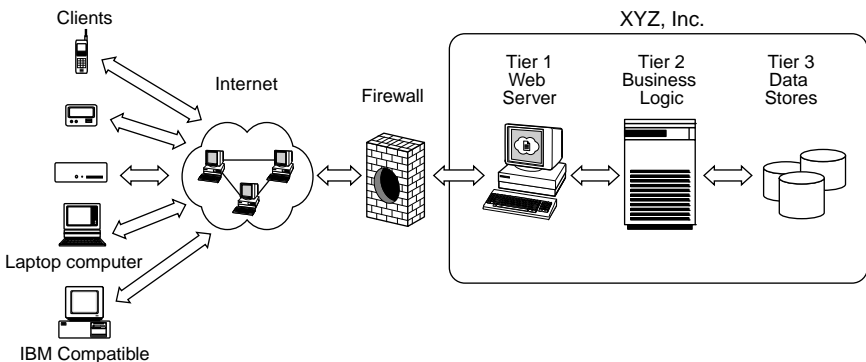 Clients
XYZ, Inc.
Internet
Firewall
Tier 1
Web
Server
Tier 2
Business
Logic
Tier 3
Data
Stores
Laptop computer
IBM Compatible